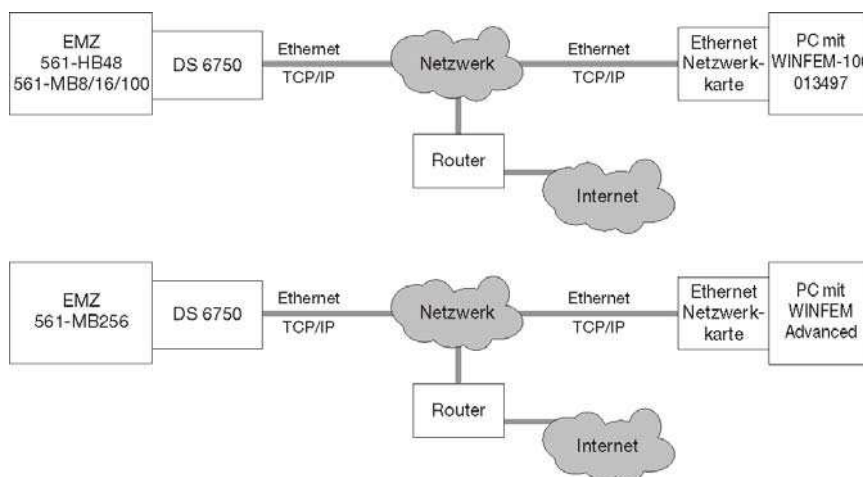 EMZ
561-HB48
561-MB8/16/100
DS 6750
Ethernet
TCP/IP
Netzwerk
Ethernet
TCP/IP
Ethernet
Netzwerk-
karte
PC mit
WINFEM-100
013497
Router
Internet
EMZ
561-MB256
DS 6750
Ethernet
TCP/IP
Netzwerk
Ethernet
TCP/IP
Ethernet
Netzwerk-
karte
PC mit
WINFEM
Advanced
Router
Internet